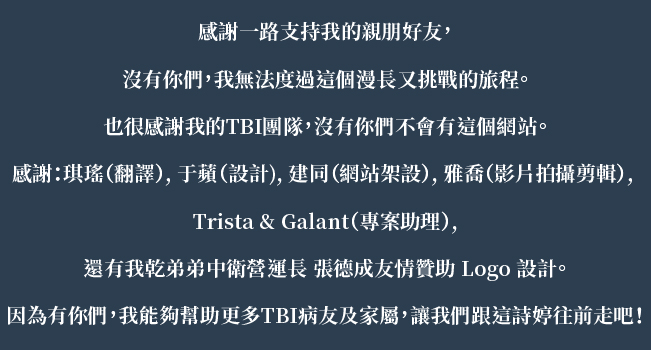 感謝一路支持我的親朋好友，
沒有你們，我無法度過這個漫長又挑戰的旅程。
也很感謝我的TBI團隊，沒有你們不會有這個網站。
感謝：琪瑤（翻譯）, 于蘋（設計), 建同（網站架設）, 雅喬（影片拍攝剪輯）,
Trista & Galant（專案助理）,
還有我乾弟弟中衛營運長 張德成友情贊助 Logo 設計。
因為有你們，我能夠幫助更多TBI病友及家屬，讓我們跟這詩婷往前走吧！